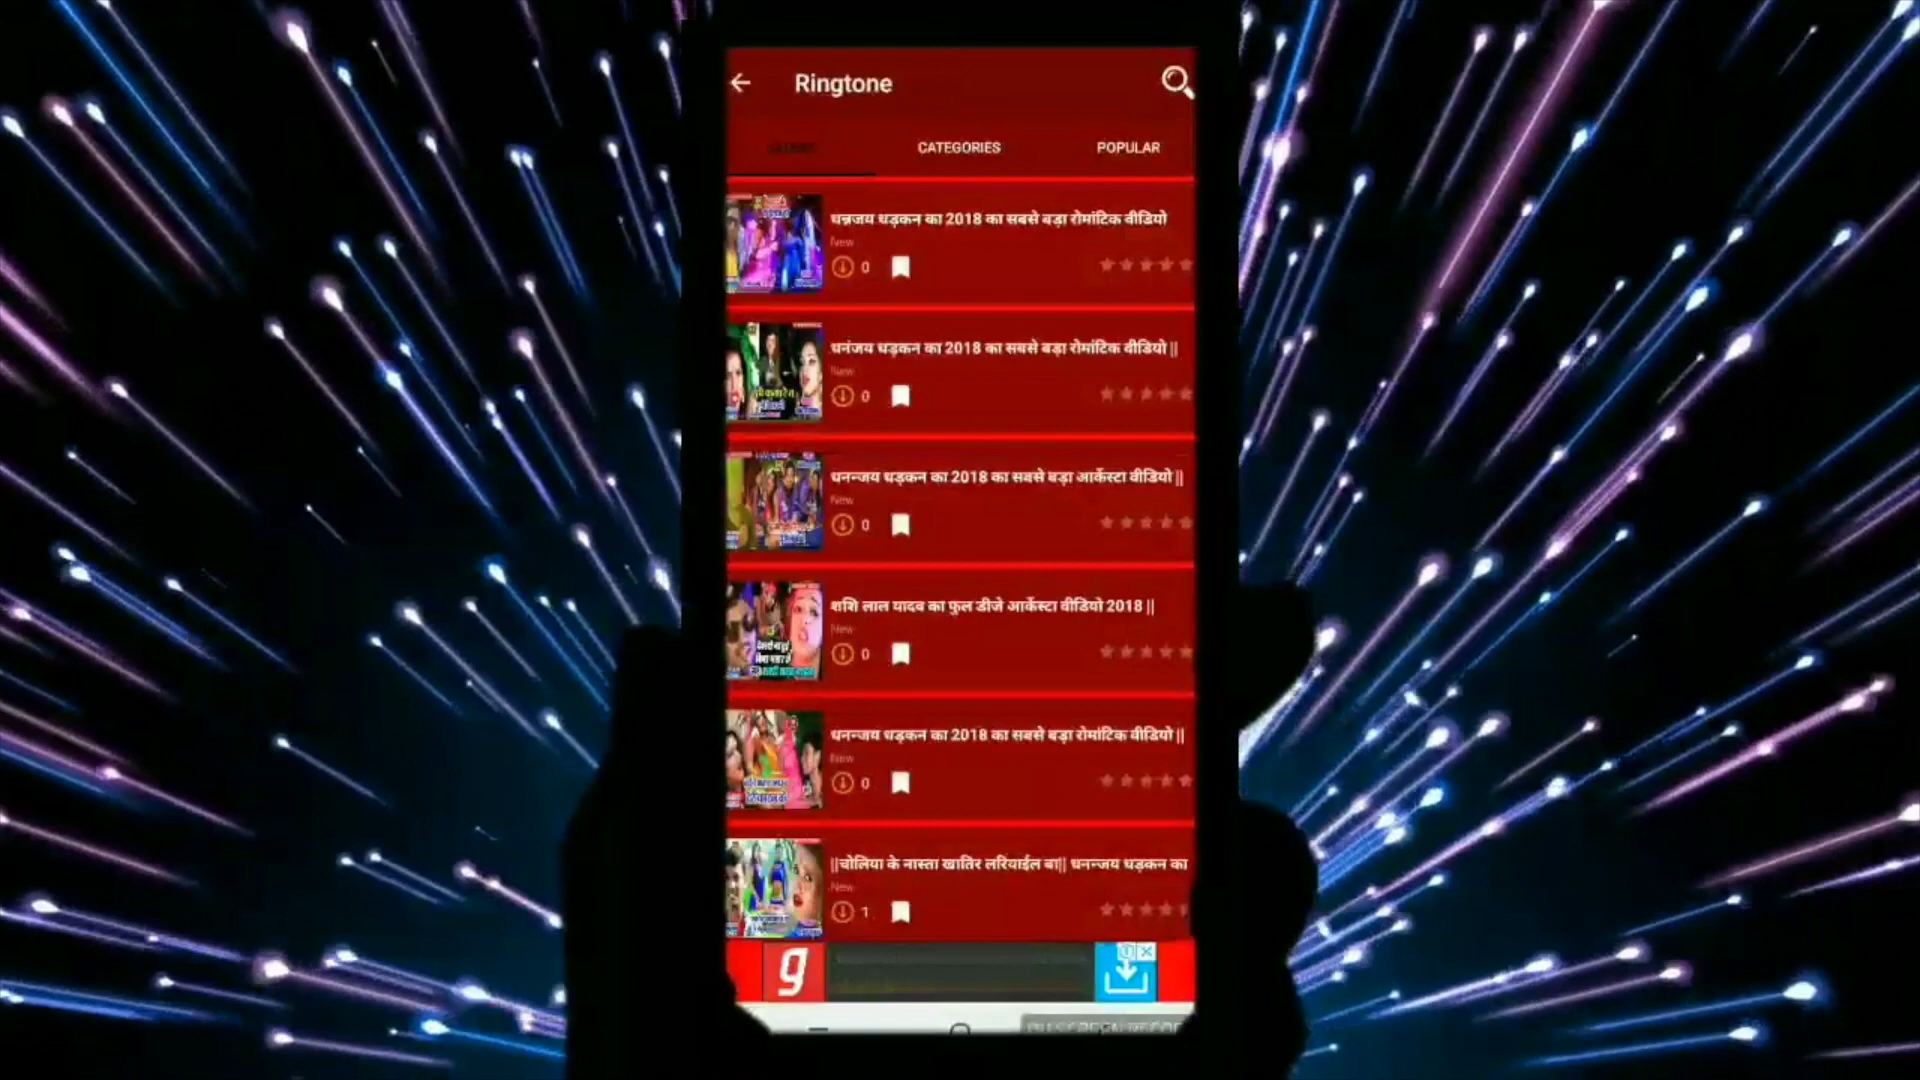 Ringtone
CATEGORIES
POPULAR
धन्नजय धड़कन का 2018 का सबसे बड़ा रोमांटिक वीडियो
New
0
धनंजय धड़कन का 2018 का सबसे बड़ा रोमांटिक वीडियो ||
New
0
धनन्जय धड़कन का 2018 का सबसे बड़ा आर्केस्टा वीडियो ||
New
0
शशि लाल यादव का फुल डीजे आर्केस्टा वीडियो 2018 ||
New
0
धनन्जय धड़कन का 2018 का सबसे बड़ा रोमांटिक वीडियो ||
New
0
||चोलिया के नास्ता खातिर लरियाईल बा|| धनन्जय धड़कन का
New
1
g